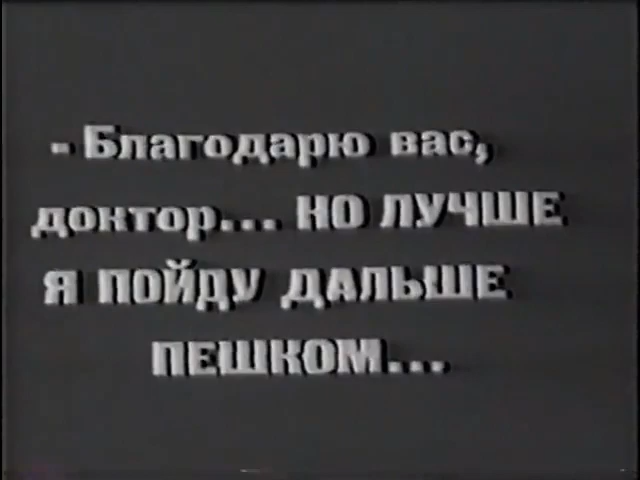 - Благодарю вас,
доктор... НО ЛУЧШЕ
Я ПОЙДУ ДАЛЬШЕ
ПЕШКОМ...